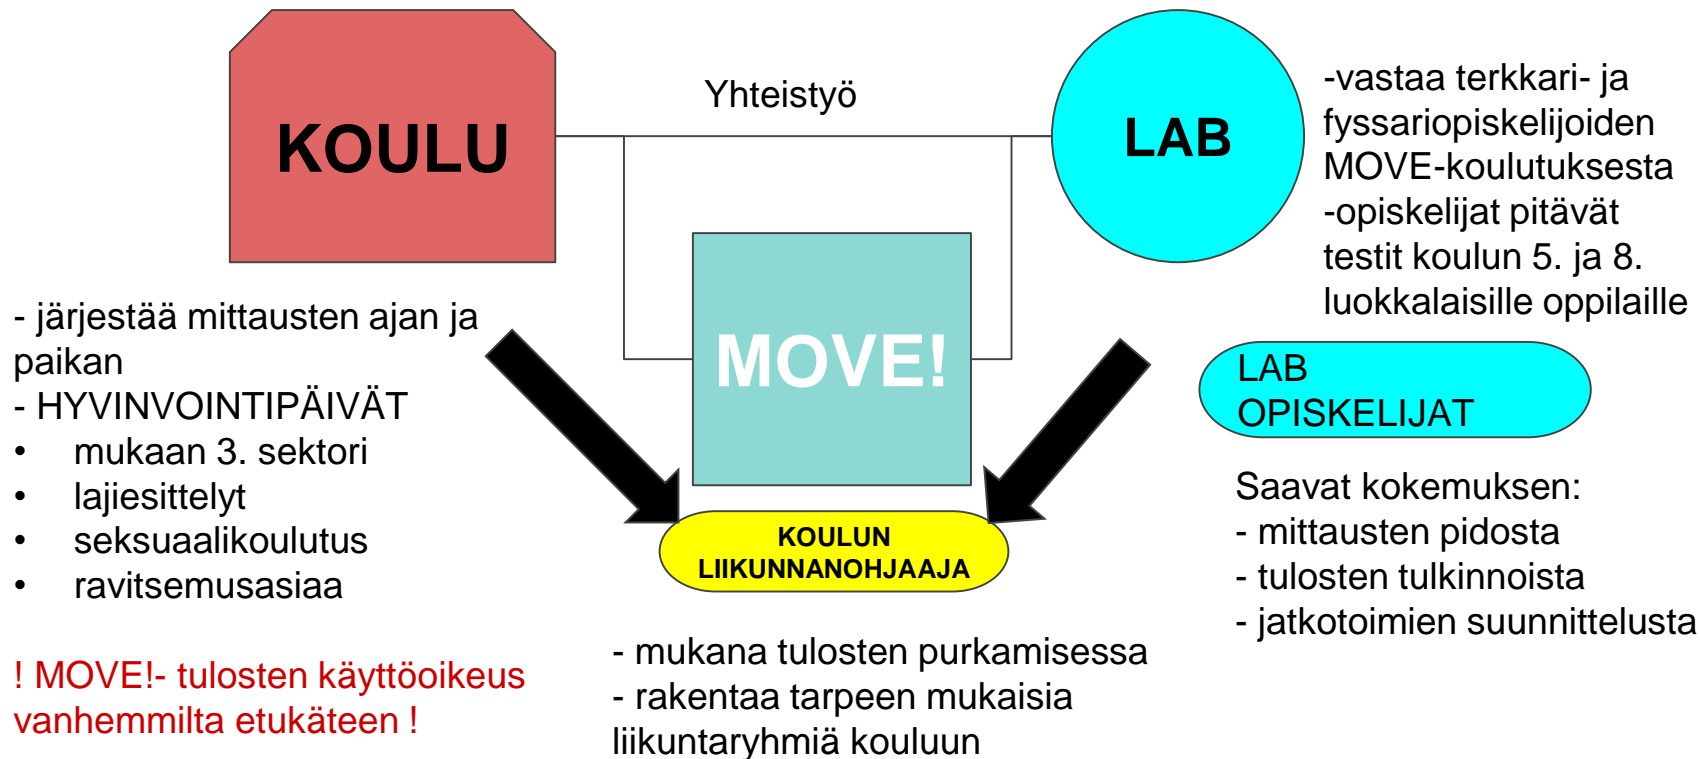 KOULU
Yhteistyö
LAB
-vastaa terkkari- ja
fyssariopiskelijoiden
MOVE-koulutuksesta
-opiskelijat pitävät
testit koulun 5. ja 8.
luokkalaisille oppilaille
MOVE!
- järjestää mittausten ajan ja
paikan
- HYVINVOINTIPÄIVÄT
• mukaan 3. sektori
• lajiesittelyt
• seksuaalikoulutus
• ravitsemusasiaa
! MOVE!- tulosten käyttöoikeus
vanhemmilta etukäteen !
KOULUN
LIIKUNNANOHJAAJA
- mukana tulosten purkamisessa
- rakentaa tarpeen mukaisia
liikuntaryhmiä kouluun
LAB
OPISKELIJAT
Saavat kokemuksen:
- mittausten pidosta
- tulosten tulkinnoista
- jatkotoimien suunnittelusta